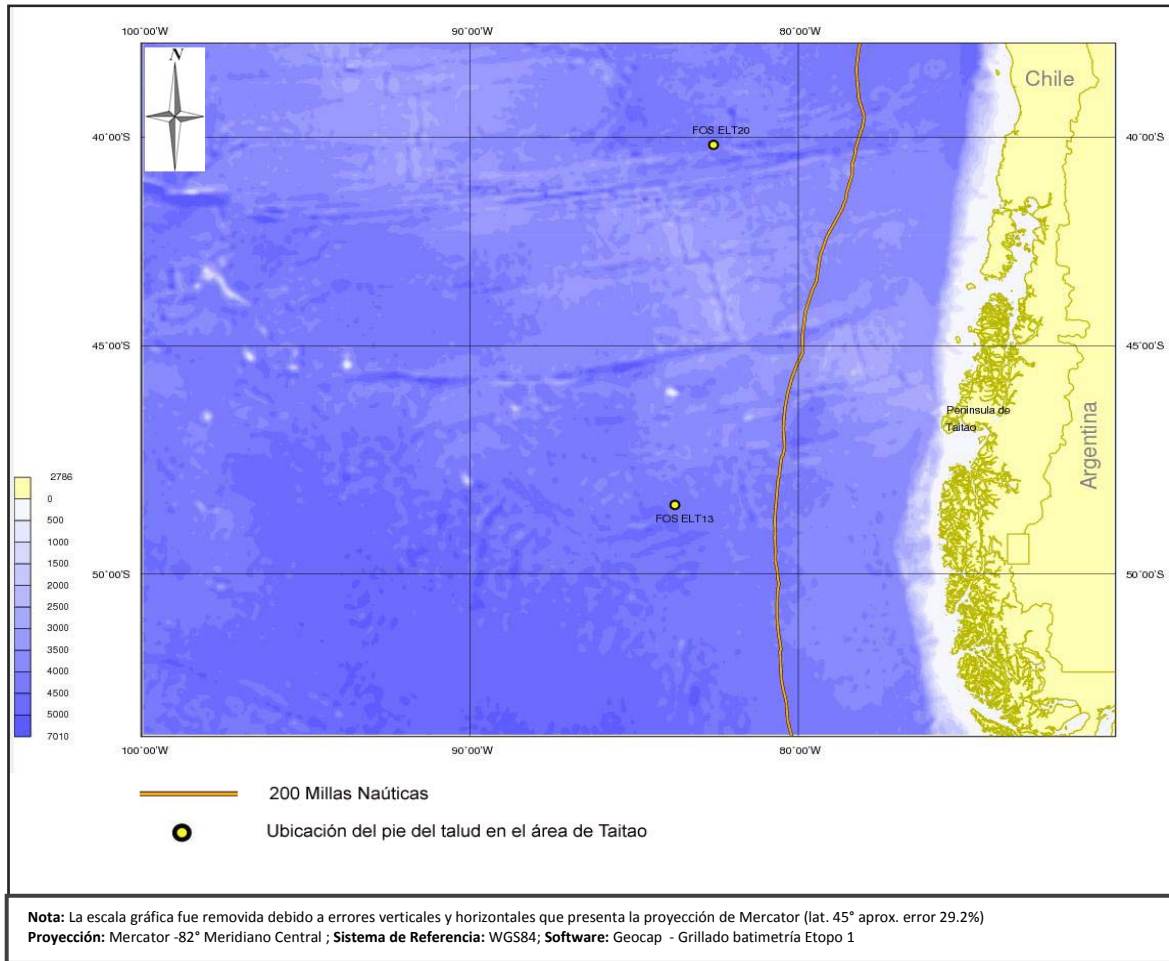 100°00'W 90°00'W 80°00'W
N
Chile
FOS ELT20
40°00'S 40°00'S
45°00'S 45°00'S
Peninsula de
Taitao
Argentina
FOS ELT13
50°00'S 50°00'S
2786
0
500
1000
1500
2000
2500
3000
3500
4000
4500
5000
7010
100°00'W 90°00'W 80°00'W
200 Millas Naúticas
Ubicación del pie del talud en el área de Taitao
Nota: La escala gráfica fue removida debido a errores verticales y horizontales que presenta la proyección de Mercator (lat. 45° aprox. error 29.2%)
Proyección: Mercator -82° Meridiano Central ; Sistema de Referencia: WGS84; Software: Geocap - Grillado batimetría Etopo 1